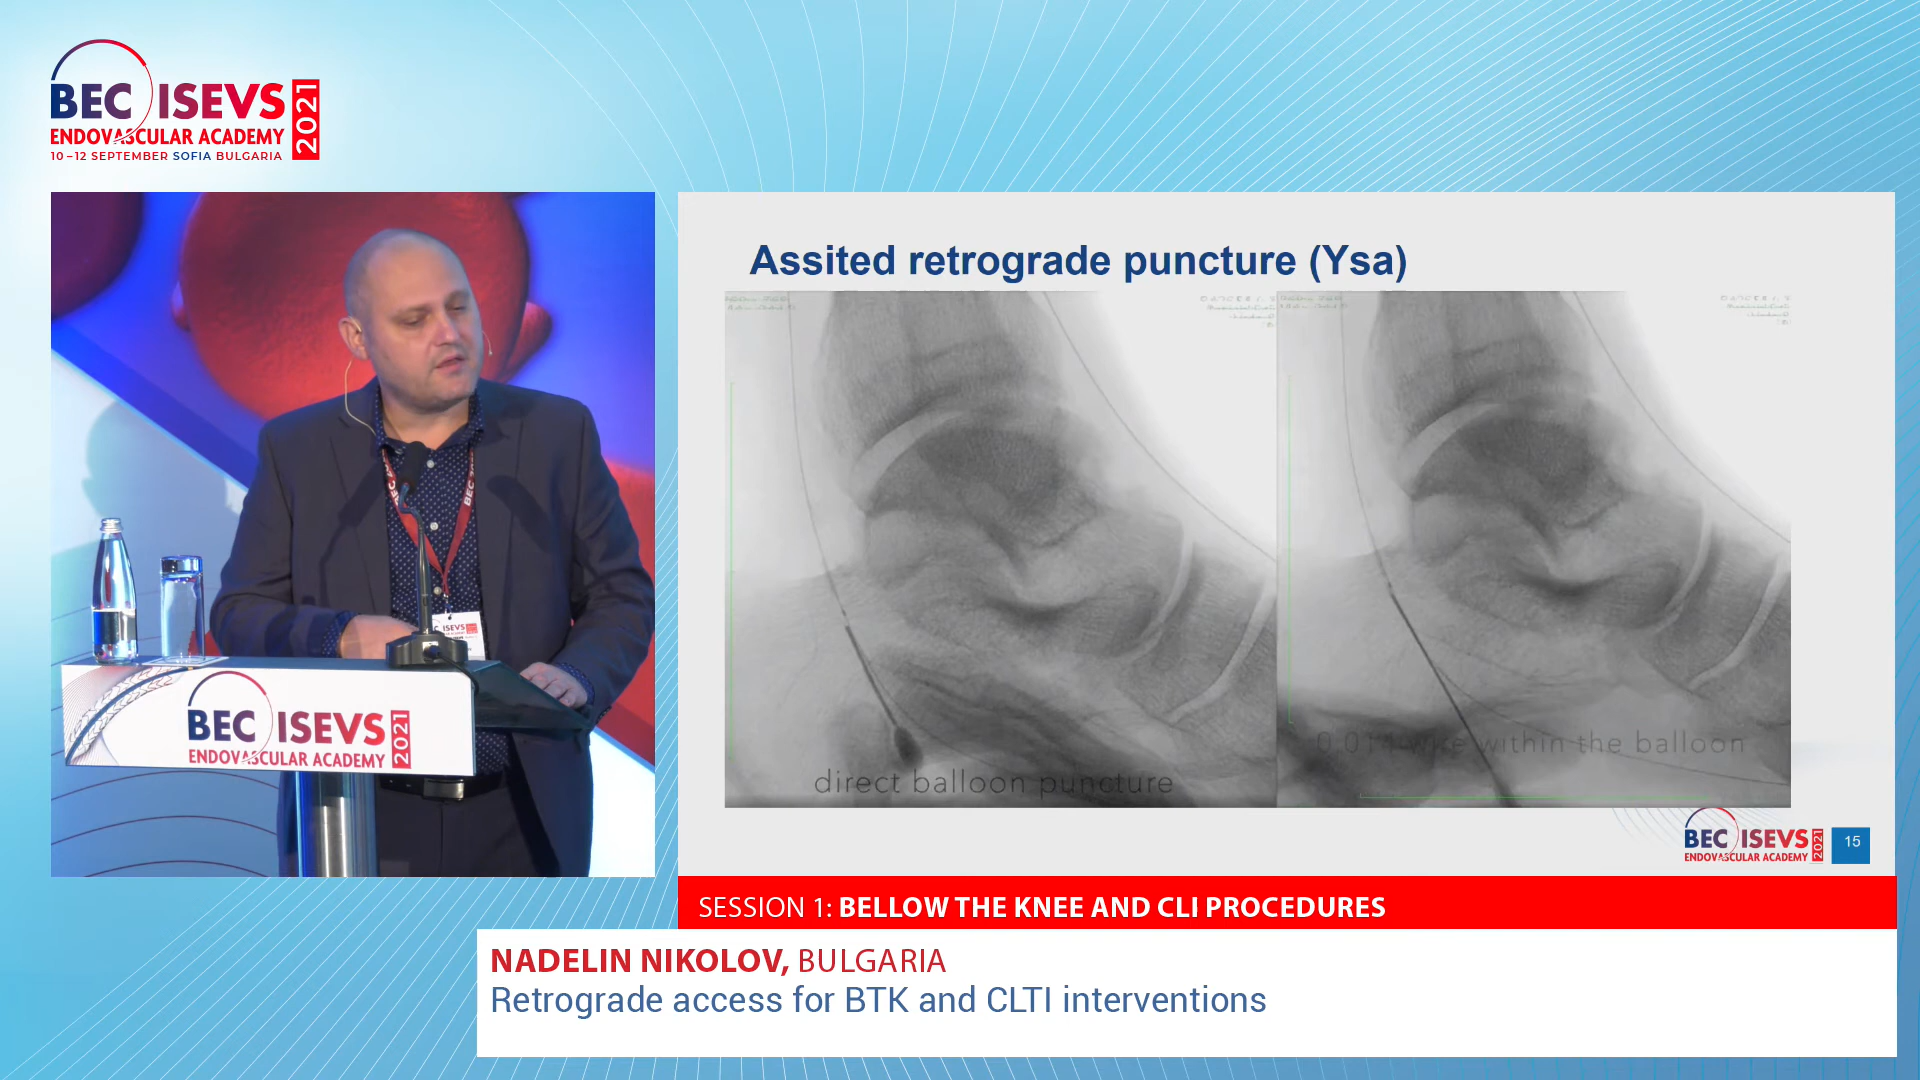 BEC ISEVS 2021
ENDOVASCULAR ACADEMY
10–12 SEPTEMBER SOFIA BULGARIA
BEC ISEVS 2021
ENDOVASCULAR ACADEMY
Assited retrograde puncture (Ysa)
direct balloon puncture
wire within the balloon
BEC ISEVS 2021
ENDOVASCULAR ACADEMY
15
SESSION 1: BELLOW THE KNEE AND CLI PROCEDURES
NADELIN NIKOLOV, BULGARIA
Retrograde access for BTK and CLTI interventions